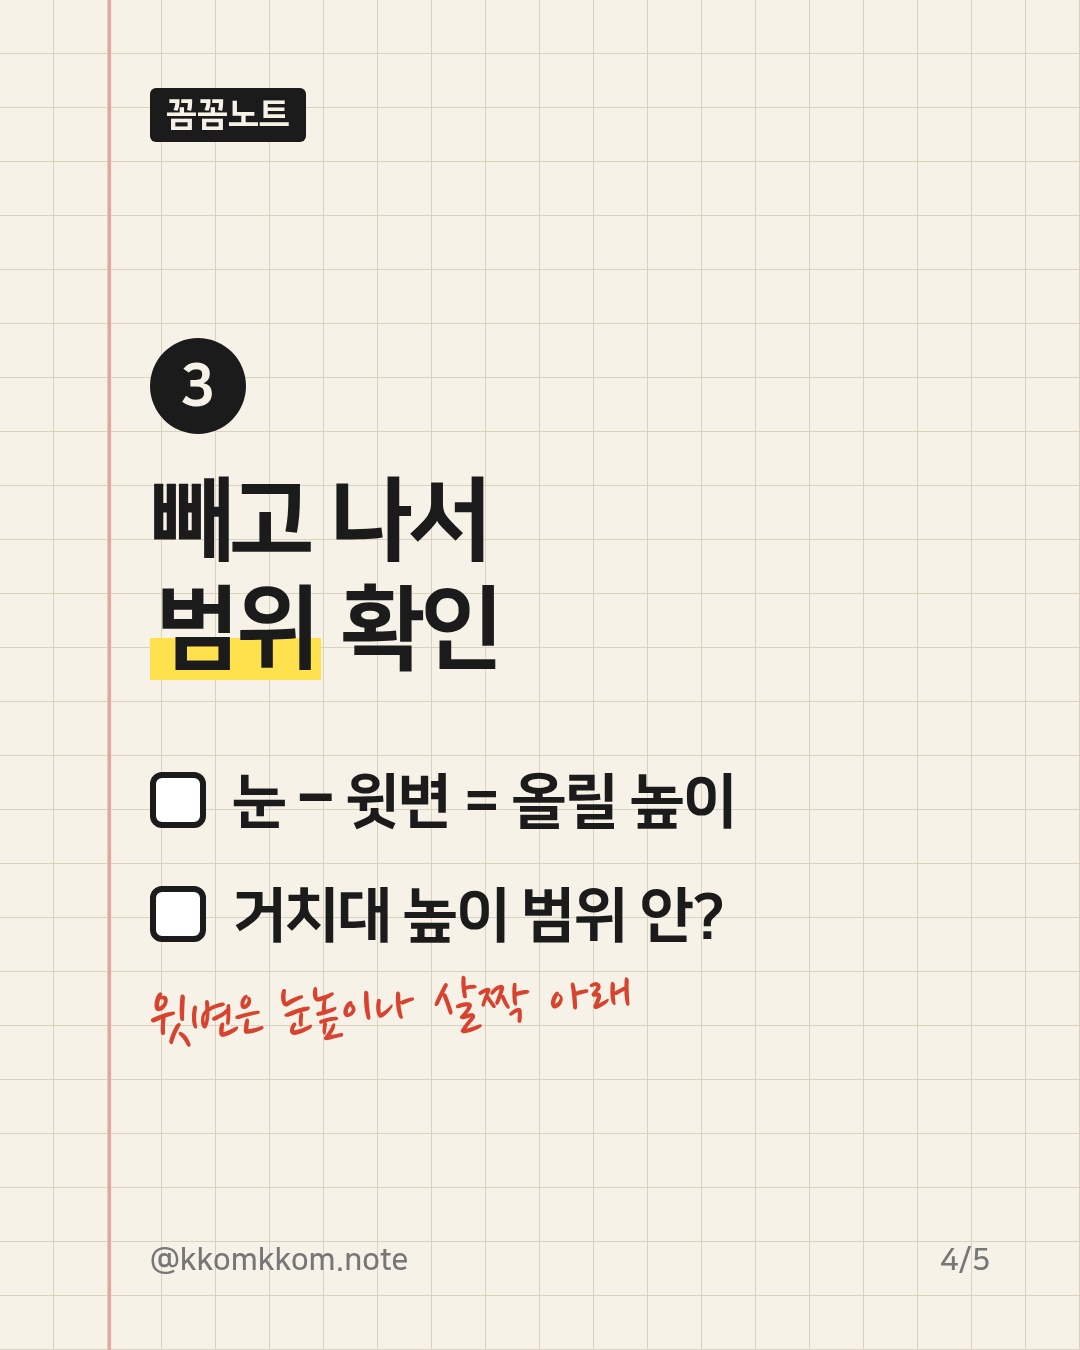 꼼꼼노트
3
빼고 나서
범위 확인
눈 – 윗변 = 올릴 높이
거치대 높이 범위 안?
윗변은 눈높이나 살짝 아래
@kkomkkom.note
4/5